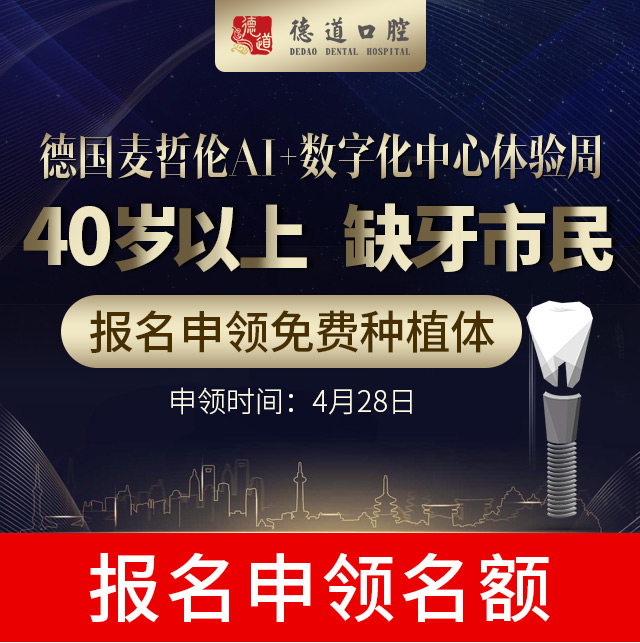 德道
德道口腔
DEDAO DENTAL HOSPITAL
德国麦哲伦AI+数字化中心体验周
40岁以上 缺牙市民
报名申领免费种植体
申领时间：4月28日
报名申领名额